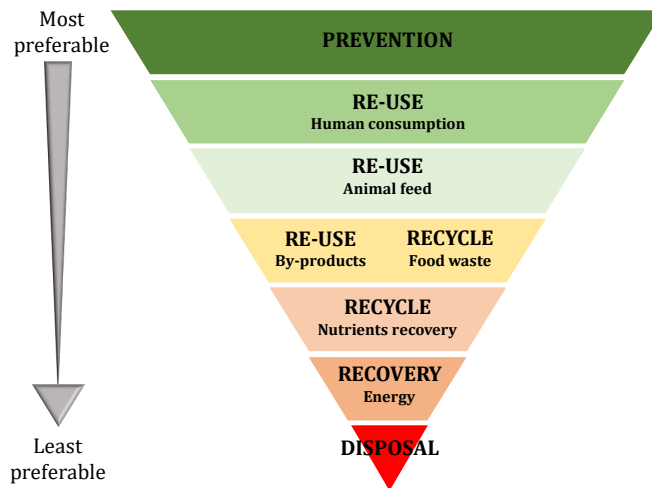 Most
preferable
PREVENTION
RE-USE
Human consumption
RE-USE
Animal feed
RE-USE
By-products
RECYCLE
Food waste
RECYCLE
Nutrients recovery
RECOVERY
Energy
DISPOSAL
Least
preferable